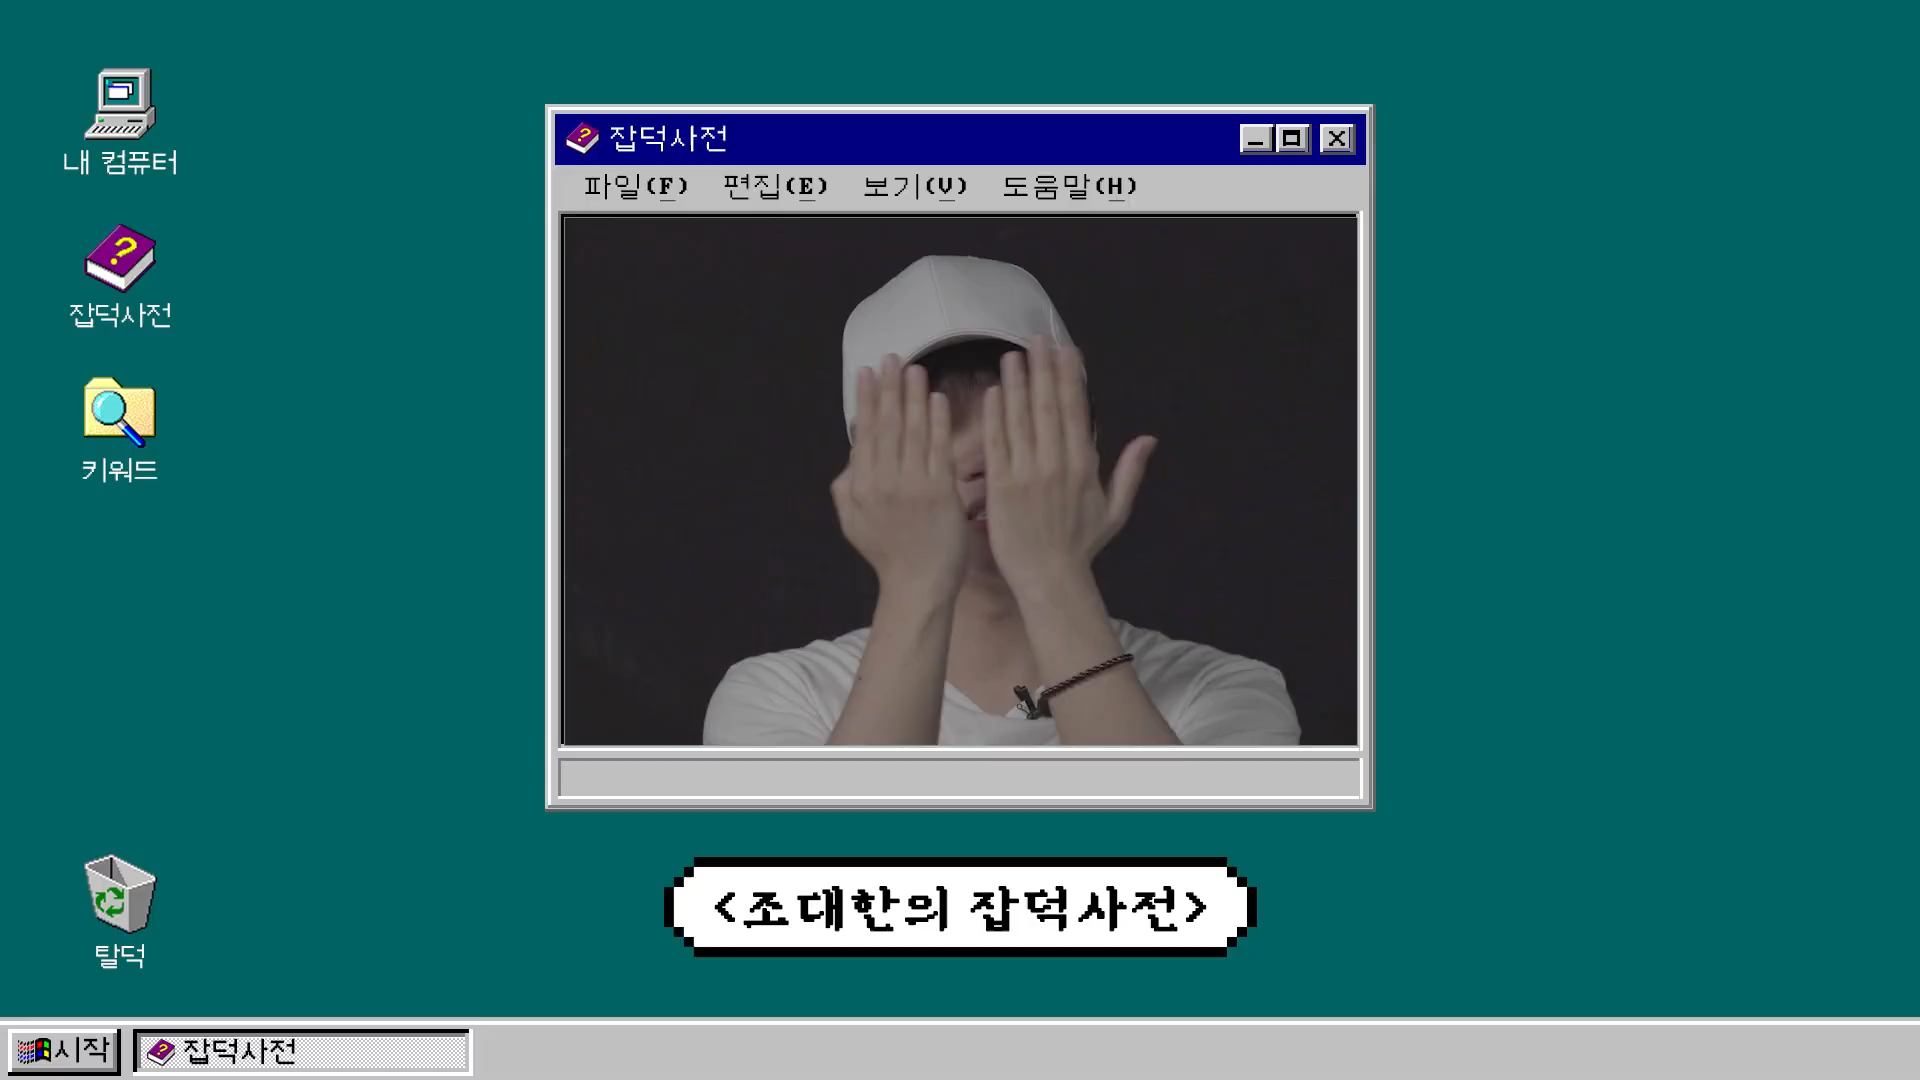 내 컴퓨터
잡덕사전
키워드
탈덕
잡덕사전
파일(F) 편집(E) 보기(V) 도움말(H)
<조대한의 잡덕사전>
시작 잡덕사전